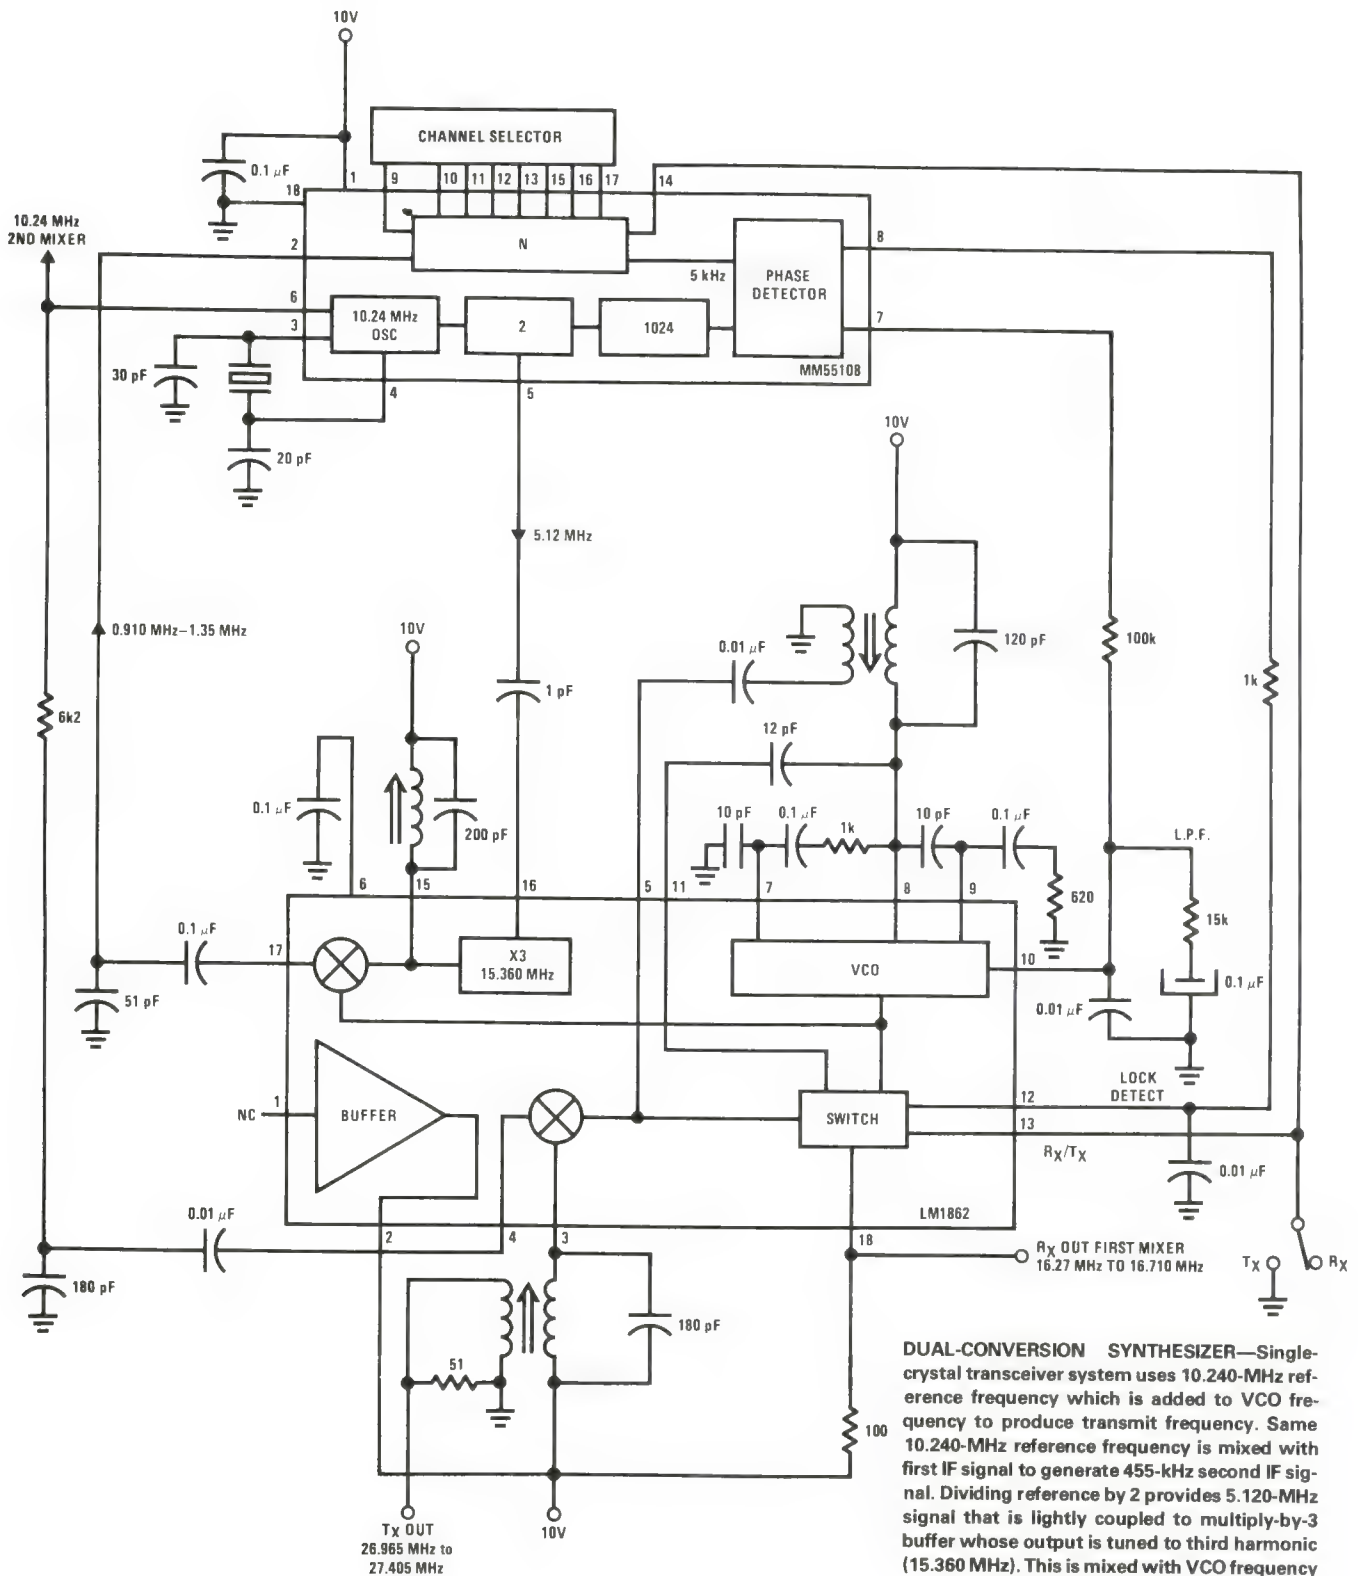 10V
CHANNEL SELECTOR
0.1 μF
18
1
9
10
11
12
13
15
16
17
14
10.24 MHz
2ND MIXER
2
N
8
5 kHz
PHASE
DETECTOR
6
3
10.24 MHz
OSC
2
1024
7
30 pF
MM55108
4
5
20 pF
10V
5.12 MHz
0.910 MHz–1.35 MHz
10V
0.01 μF
120 pF
100k
1k
6k2
1 pF
12 pF
0.1 μF
200 pF
10 pF
0.1 μF
1k
10 pF
0.1 μF
L.P.F.
6
15
16
5
11
7
8
9
620
15k
0.1 μF
17
X3
15.360 MHz
VCO
10
0.1 μF
51 pF
0.01 μF
LOCK
DETECT
NC
1
BUFFER
SWITCH
12
13
RX/TX
0.01 μF
0.01 μF
LM1862
2
4
3
18
RX OUT FIRST MIXER
16.27 MHz TO 16.710 MHz
TX
RX
180 pF
180 pF
51
100
TX OUT
26.965 MHz to
27.405 MHz
10V
DUAL-CONVERSION SYNTHESIZER—Single-
crystal transceiver system uses 10.240-MHz ref-
erence frequency which is added to VCO fre-
quency to produce transmit frequency. Same
10.240-MHz reference frequency is mixed with
first IF signal to generate 455-kHz second IF sig-
nal. Dividing reference by 2 provides 5.120-MHz
signal that is lightly coupled to multiply-by-3
buffer whose output is tuned to third harmonic
(15.360 MHz). This is mixed with VCO frequency